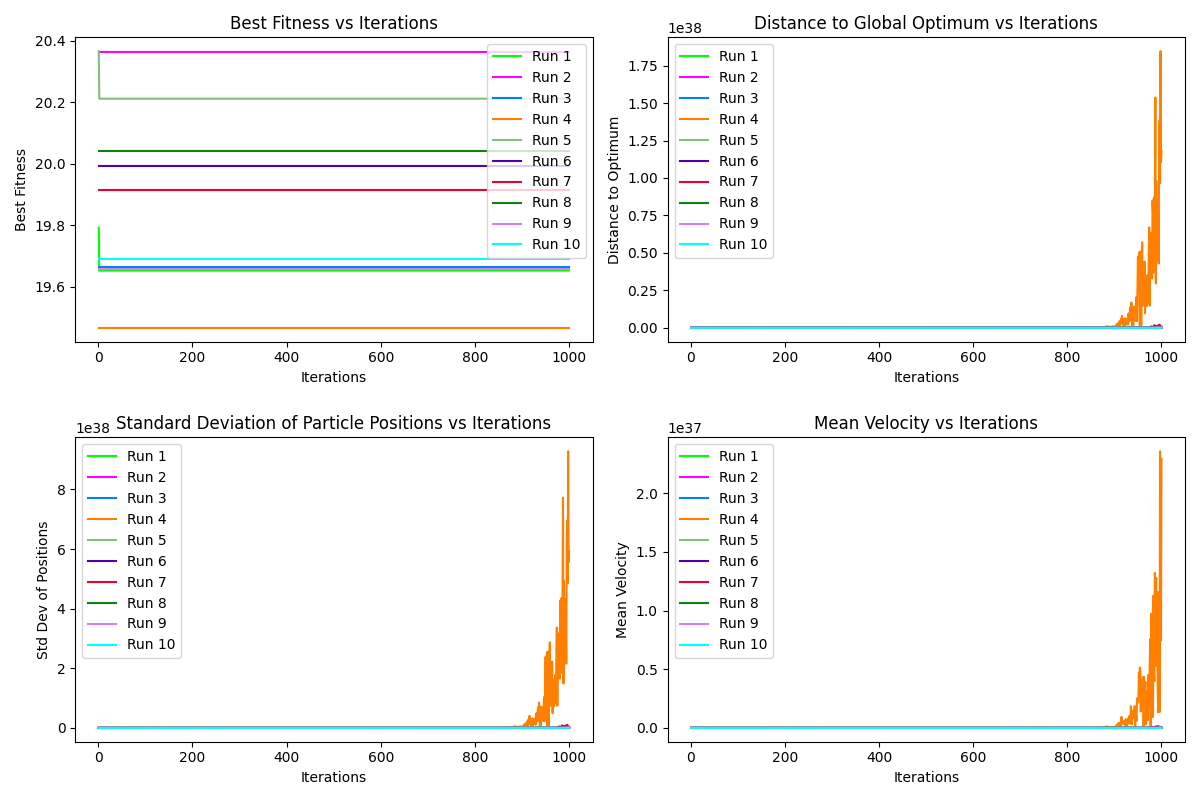 Best Fitness vs Iterations
20.4
20.2
20.0
19.8
19.6
Best Fitness
0
200
400
600
800
1000
Iterations
Run 1
Run 2
Run 3
Run 4
Run 5
Run 6
Run 7
Run 8
Run 9
Run 10
Distance to Global Optimum vs Iterations
1e38
1.75
1.50
1.25
1.00
0.75
0.50
0.25
0.00
Distance to Optimum
0
200
400
600
800
1000
Iterations
Run 1
Run 2
Run 3
Run 4
Run 5
Run 6
Run 7
Run 8
Run 9
Run 10
Standard Deviation of Particle Positions vs Iterations
1e38
8
6
4
2
0
Std Dev of Positions
0
200
400
600
800
1000
Iterations
Run 1
Run 2
Run 3
Run 4
Run 5
Run 6
Run 7
Run 8
Run 9
Run 10
Mean Velocity vs Iterations
1e37
2.0
1.5
1.0
0.5
0.0
Mean Velocity
0
200
400
600
800
1000
Iterations
Run 1
Run 2
Run 3
Run 4
Run 5
Run 6
Run 7
Run 8
Run 9
Run 10